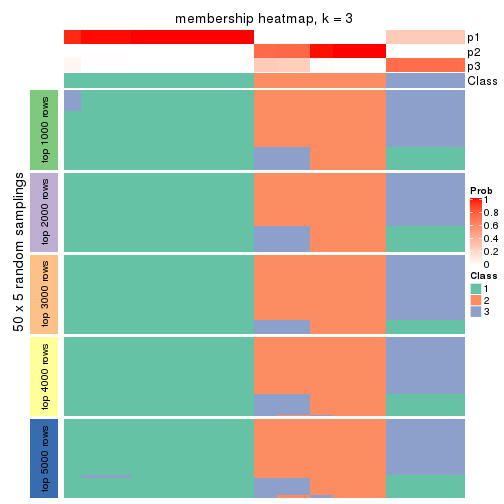 membership heatmap, k = 3
p1
p2
p3
Class
50 x 5 random samplings
top 1000 rows
top 2000 rows
top 3000 rows
top 4000 rows
top 5000 rows
Prob
1
0.8
0.6
0.4
0.2
0
Class
1
2
3